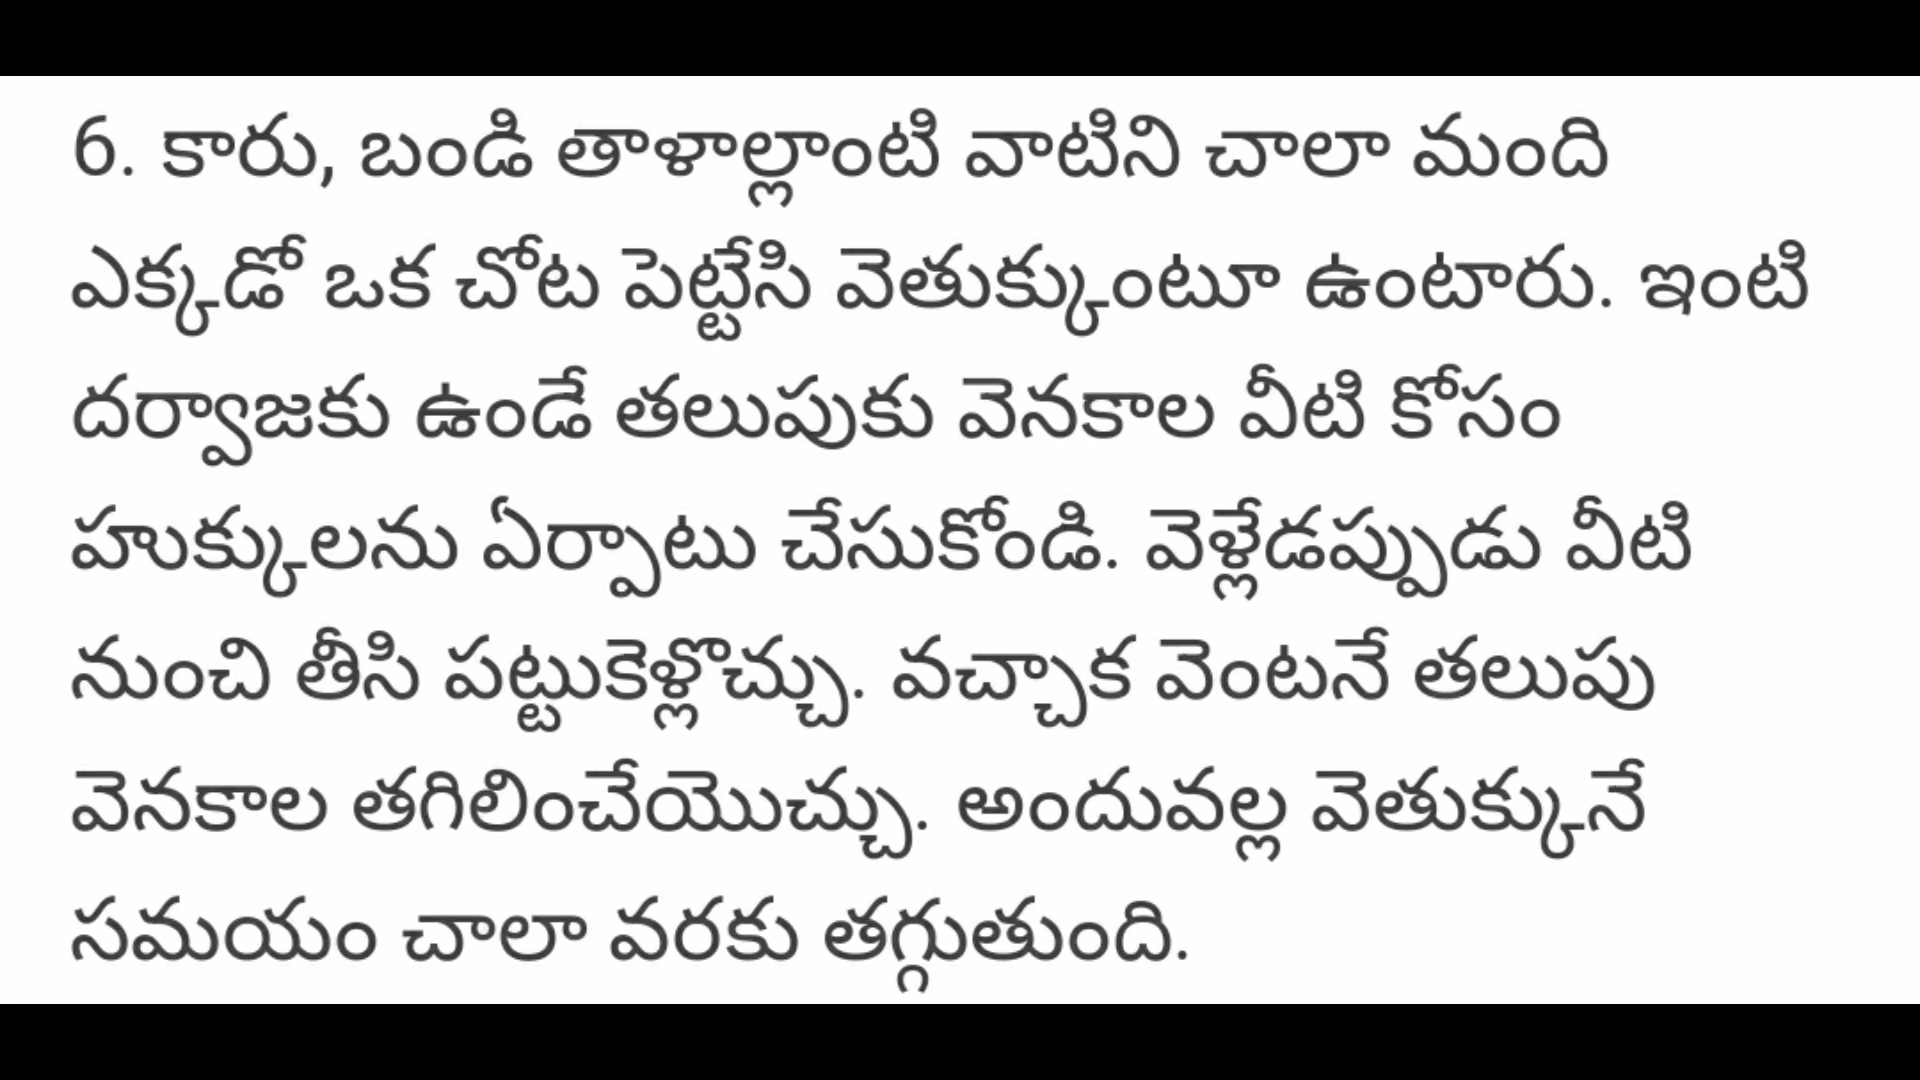 6. కారు, బండి తాళాల్లాంటి వాటిని చాలా మంది
ఎక్కడో ఒక చోట పెట్టేసి వెతుక్కుంటూ ఉంటారు. ఇంటి
దర్వాజకు ఉండే తలుపుకు వెనకాల వీటి కోసం
హుక్కులను ఏర్పాటు చేసుకోండి. వెళ్లేడప్పుడు వీటి
నుంచి తీసి పట్టుకెళ్లొచ్చు. వచ్చాక వెంటనే తలుపు
వెనకాల తగిలించేయొచ్చు. అందువల్ల వెతుక్కునే
సమయం చాలా వరకు తగ్గుతుంది.